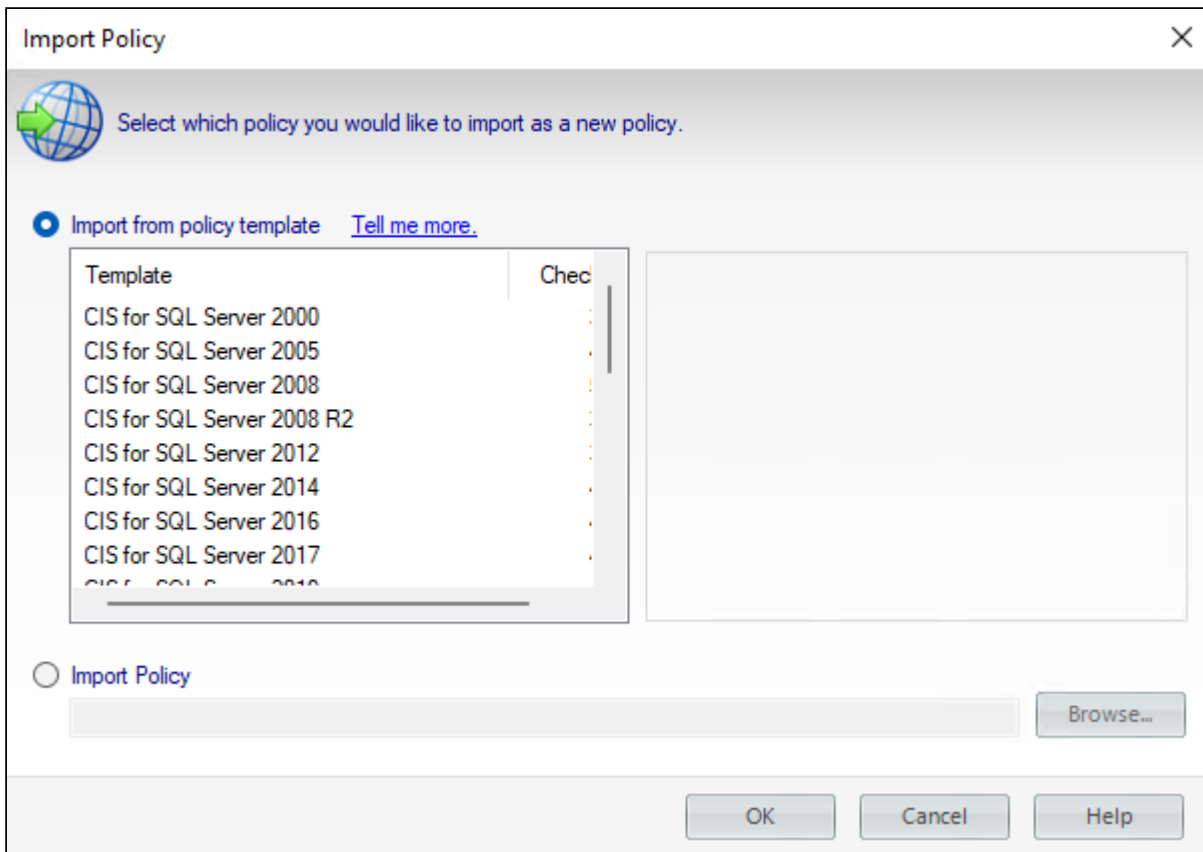 Import Policy
Select which policy you would like to import as a new policy.
Import from policy template Tell me more.
Template Chec
CIS for SQL Server 2000
CIS for SQL Server 2005
CIS for SQL Server 2008
CIS for SQL Server 2008 R2
CIS for SQL Server 2012
CIS for SQL Server 2014
CIS for SQL Server 2016
CIS for SQL Server 2017
Import Policy
Browse...
OK Cancel Help